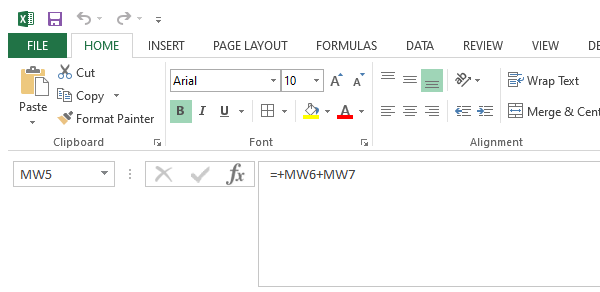 FILE HOME INSERT PAGE LAYOUT FORMULAS DATA REVIEW VIEW DE
Cut
Arial 10 A A Wrap Text
Paste Copy
B I U A Merge & Cent
Format Painter
Clipboard Font Alignment
MW5 fx =+MW6+MW7